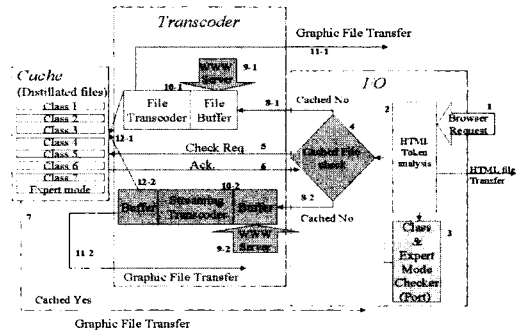 Transcoder
Graphic File Transfer
11-1
Cache
(Distillated files)
Class 1
Class 2
Class 3
Class 4
Class 5
Class 6
Class 7
Expert mode
WWW
Server
9-1
10-1
File
Transcoder
File
Buffer
8-1
Cached No
I/O
1
Browser
Request
2
HTML
Token
analysis
HTML file
Transfer
4
Cached File
check
12-1
Check Req
5
Ack.
6
12-2
10-2
Buffer
Streaming
Transcoder
Buffer
8-2
Cached No
WWW
Server
9-2
3
Class
&
Expert
Mode
Checker
(Port)
7
11-2
Graphic File Transfer
Cached Yes
Graphic File Transfer